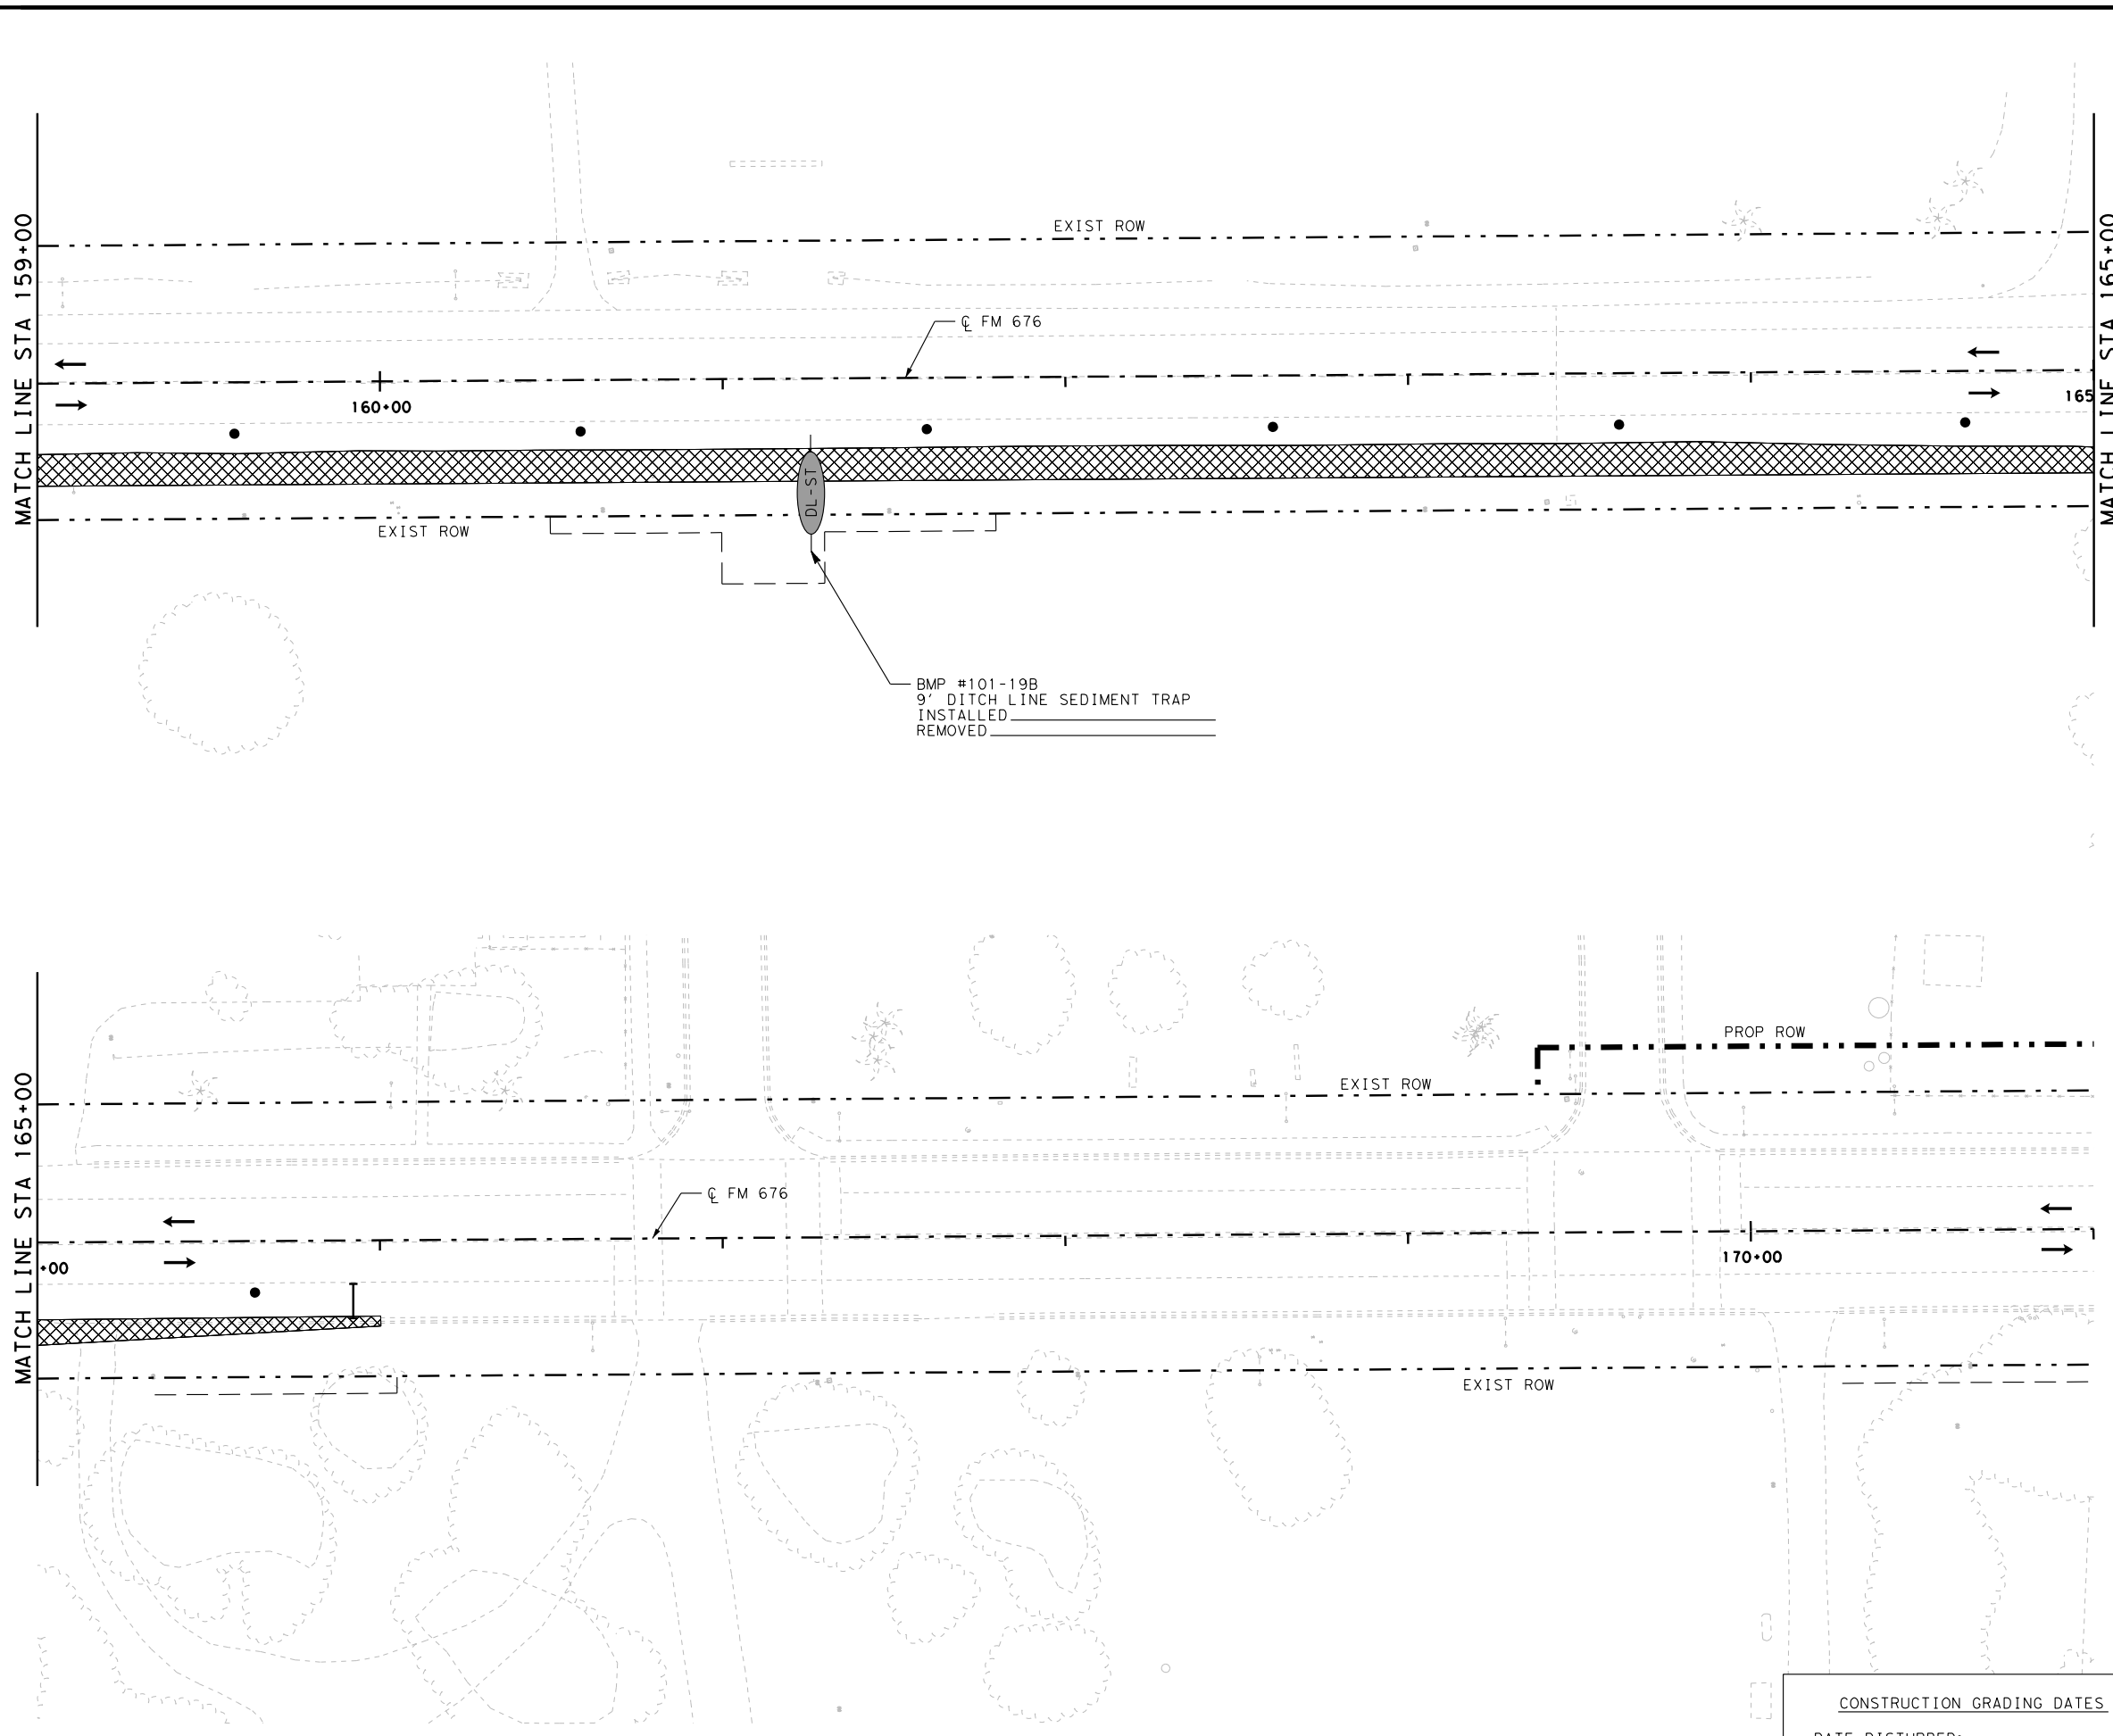 MATCH LINE STA 159+00
EXIST ROW
℄ FM 676
160+00
165
MATCH LINE STA 165+00
DL-ST
EXIST ROW
BMP #101-19B
9' DITCH LINE SEDIMENT TRAP
INSTALLED
REMOVED
MATCH LINE STA 165+00
PROP ROW
EXIST ROW
℄ FM 676
+00
170+00
EXIST ROW
CONSTRUCTION GRADING DATES
DATE DISTURBED: